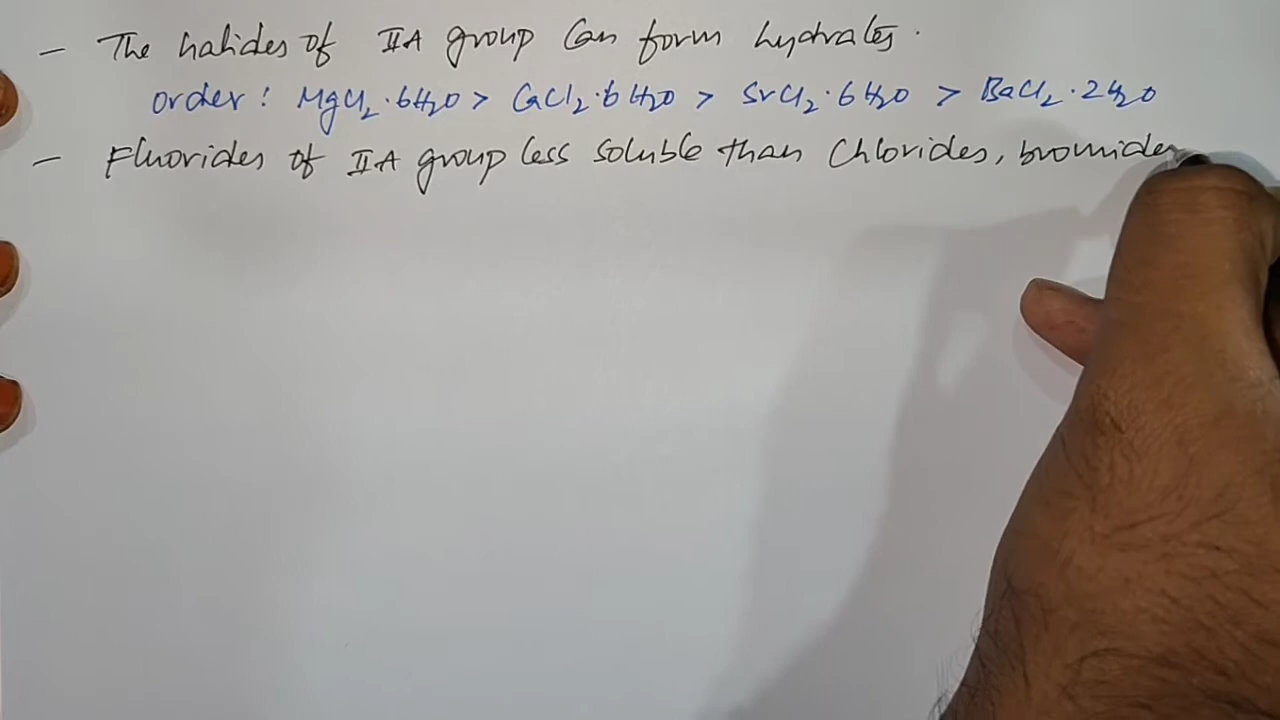 – The halides of IIA group can form hydrates.
order: MgCl₂·6H₂O > CaCl₂·6H₂O > SrCl₂·6H₂O > BaCl₂·2H₂O
– Fluorides of IIA group less soluble than chlorides, bromides